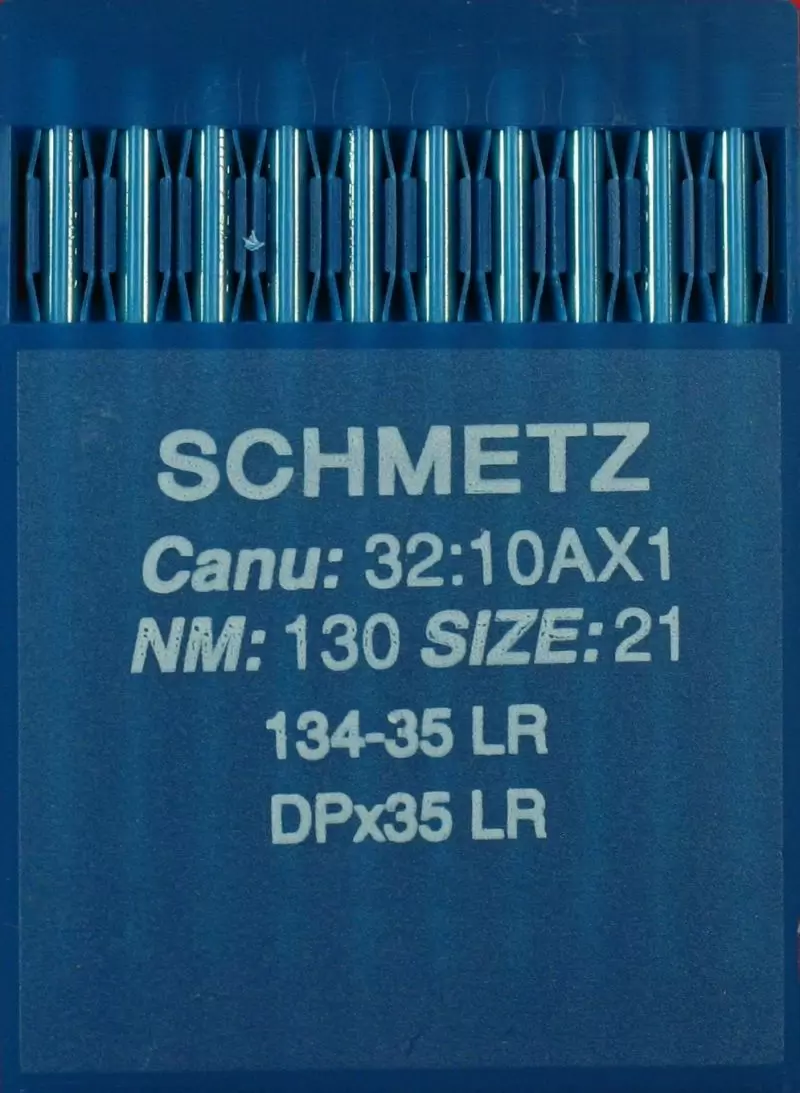 SCHMETZ
Canu: 32:10AX1
NM: 130 SIZE: 21
134-35 LR
DPx35 LR